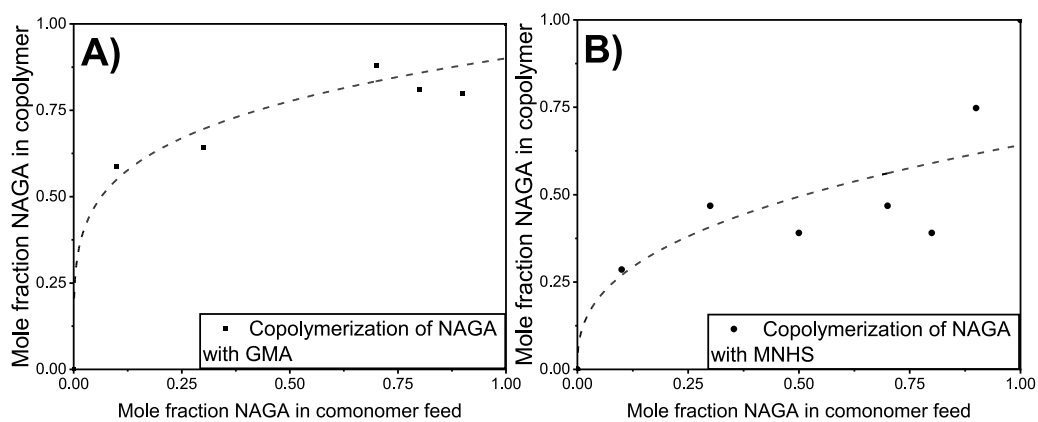 A)
Mole fraction NAGA in copolymer
1.00
0.75
0.50
0.25
0.00
0.00
0.25
0.50
0.75
1.00
Mole fraction NAGA in comonomer feed
Copolymerization of NAGA
with GMA
B)
Mole fraction NAGA in copolymer
1.00
0.75
0.50
0.25
0.00
0.00
0.25
0.50
0.75
1.00
Mole fraction NAGA in comonomer feed
Copolymerization of NAGA
with MNHS